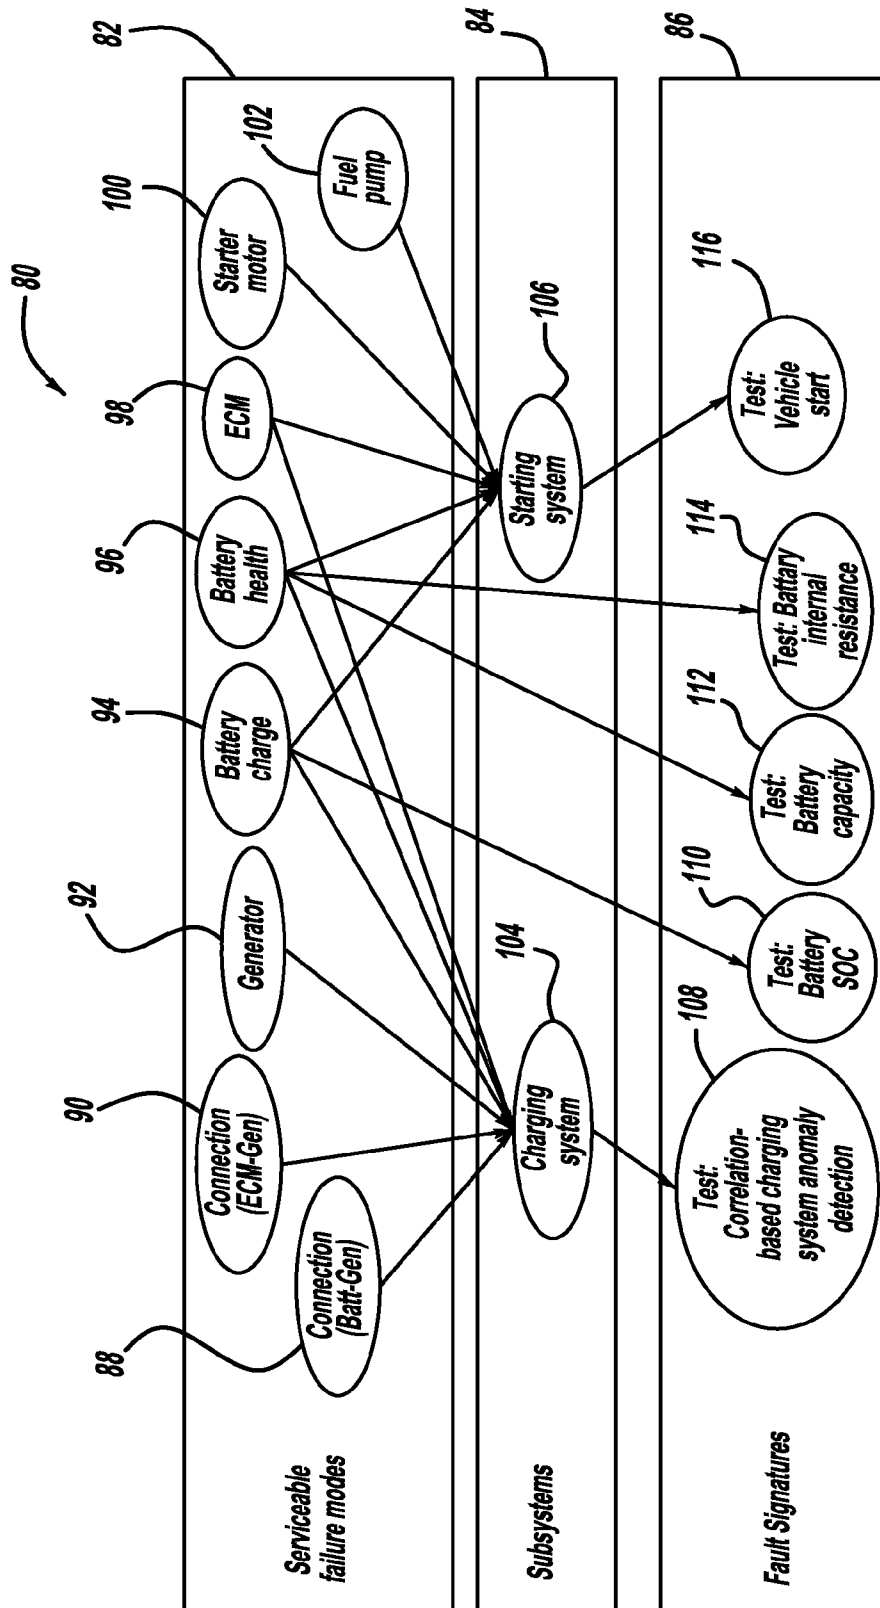 80
82
Serviceable
failure modes
88
Connection
(Batt-Gen)
90
Connection
(ECM-Gen)
92
Generator
94
Battery
charge
96
Battery
health
98
ECM
100
Starter
motor
102
Fuel
pump
84
Subsystems
104
Charging
system
106
Starting
system
86
Fault Signatures
108
Test:
Correlation-
based charging
system anomaly
detection
110
Test:
Battery
SOC
112
Test:
Battery
capacity
114
Test: Battary
internal
resistance
116
Test:
Vehicle
start